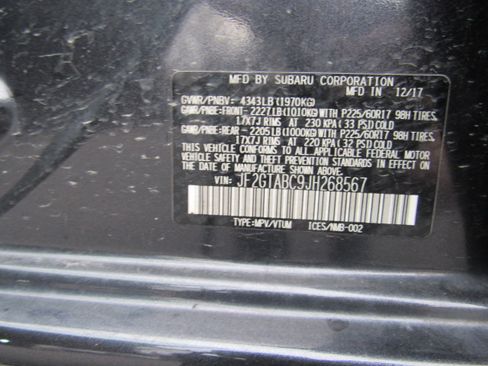 MFD BY SUBARU CORPORATION 12/17
GVWR/PNBV: 4343LB (1970KG)
GAWR/PNBE:FRONT- 2227LB(1010KG) WITH P225/60R17 98H TIRES
17X7J RIMS AT 230 KPA (33 PSI) COLD
GAWR/PNBE:REAR - 2205LB(1000KG) WITH P225/60R17 98H TIRES
17X7J RIMS AT 220 KPA (32 PSI) COLD
THIS VEHICLE CONFORMS TO ALL APPLICABLE FEDERAL MOTOR
VEHICLE SAFETY, BUMPER, AND THEFT PREVENTION STANDARDS IN
EFFECT ON THE DATE OF MANUFACTURE SHOWN ABOVE.
VIN: JF2GTABC9JH268567
TYPE:MPV/VTUM ICES/NMB-002